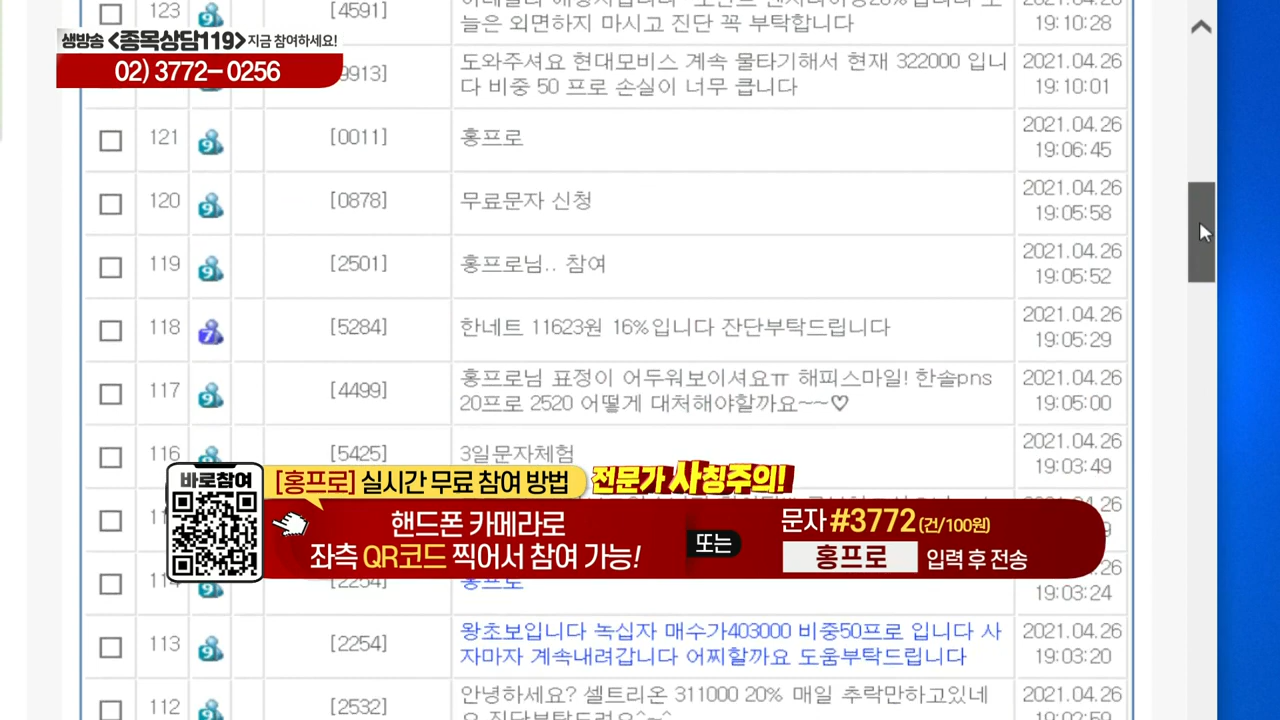 123 [4591] 2021.04.26
늘은 외면하지 마시고 진단 꼭 부탁합니다 19:10:28
생방송 <종목상담119> 지금 참여하세요!
02) 3772-0256
9913] 도와주셔요 현대모비스 계속 물타기해서 현재 322000 입니 2021.04.26
다 비중 50 프로 손실이 너무 큽니다 19:10:01
121 [0011] 홍프로 2021.04.26
19:06:45
120 [0878] 무료문자 신청 2021.04.26
19:05:58
119 [2501] 홍프로님.. 참여 2021.04.26
19:05:52
118 [5284] 한네트 11623원 16%입니다 잔단부탁드립니다 2021.04.26
19:05:29
117 [4499] 홍프로님 표정이 어두워보이셔요ㅠ 해피스마일! 한솔pns 2021.04.26
20프로 2520 어떻게 대처해야할까요~~♡ 19:05:00
116 [5425] 3일문자체험 2021.04.26
19:03:49
바로참여
[홍프로] 실시간 무료 참여 방법
전문가 사칭주의!
핸드폰 카메라로
좌측 QR코드 찍어서 참여 가능!
또는
문자 #3772 (건/100원)
홍프로 입력 후 전송
114 [2254] 홍프로
19:03:24
113 [2254] 왕초보입니다 녹십자 매수가403000 비중50프로 입니다 사 2021.04.26
자마자 계속내려갑니다 어찌할까요 도움부탁드립니다 19:03:20
112 [2532] 안녕하세요? 셀트리온 311000 20% 매일 추락만하고있네 2021.04.26